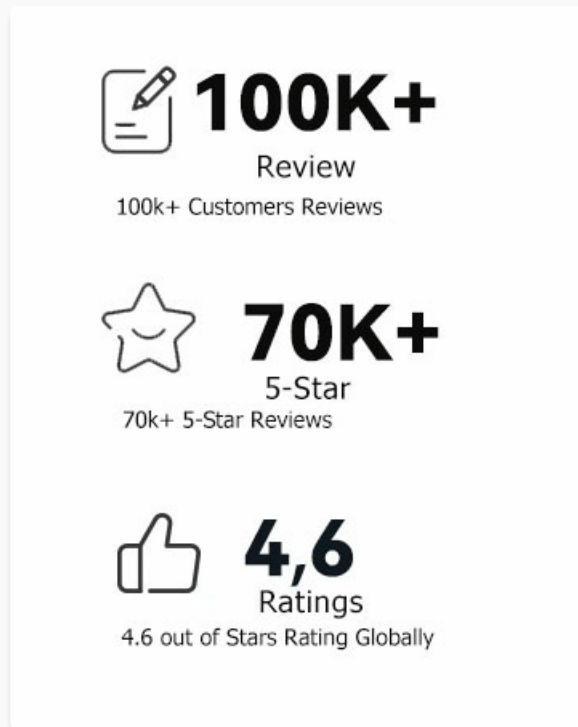 100K+
Review
100k+ Customers Reviews
70K+
5-Star
70k+ 5-Star Reviews
4,6
Ratings
4.6 out of Stars Rating Globally